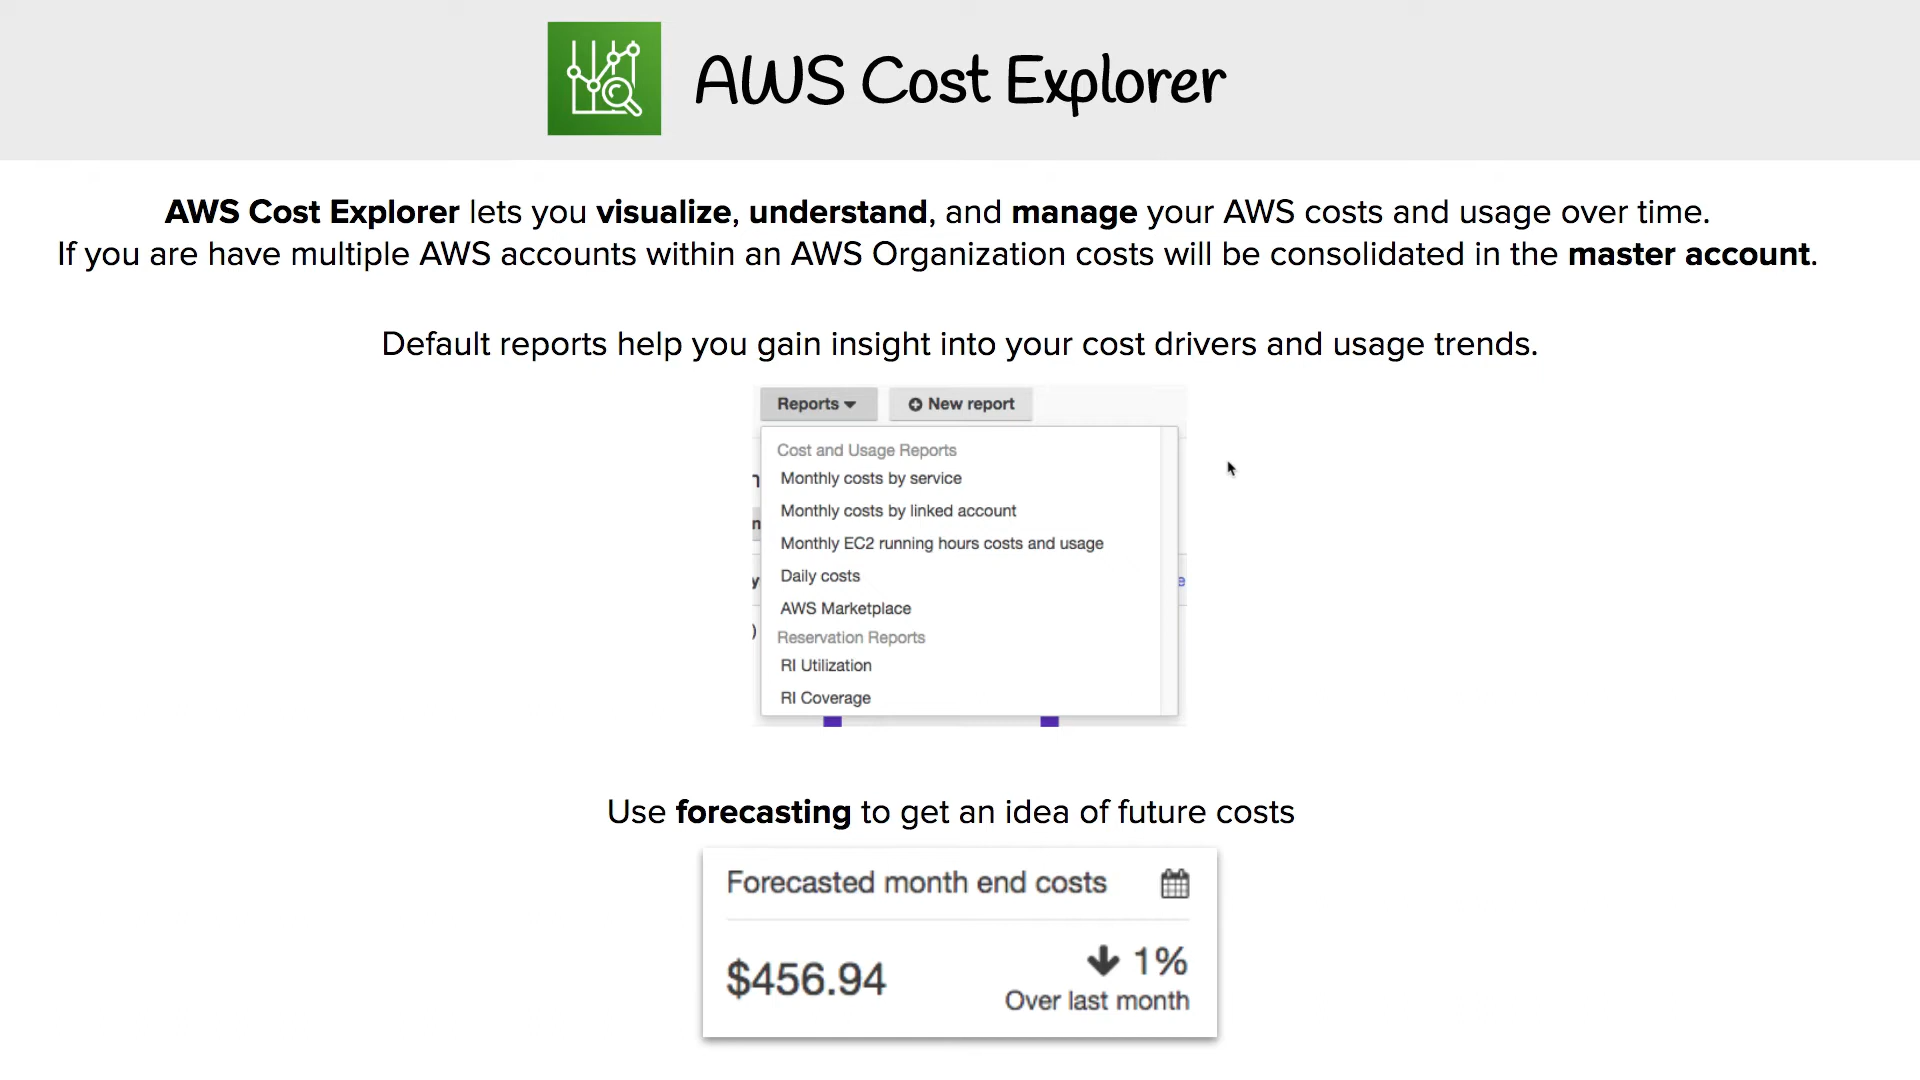 AWS Cost Explorer
AWS Cost Explorer lets you visualize, understand, and manage your AWS costs and usage over time.
If you are have multiple AWS accounts within an AWS Organization costs will be consolidated in the master account.
Default reports help you gain insight into your cost drivers and usage trends.
Reports New report
Cost and Usage Reports
Monthly costs by service
Monthly costs by linked account
Monthly EC2 running hours costs and usage
Daily costs
AWS Marketplace
Reservation Reports
RI Utilization
RI Coverage
Use forecasting to get an idea of future costs
Forecasted month end costs
$456.94
1%
Over last month